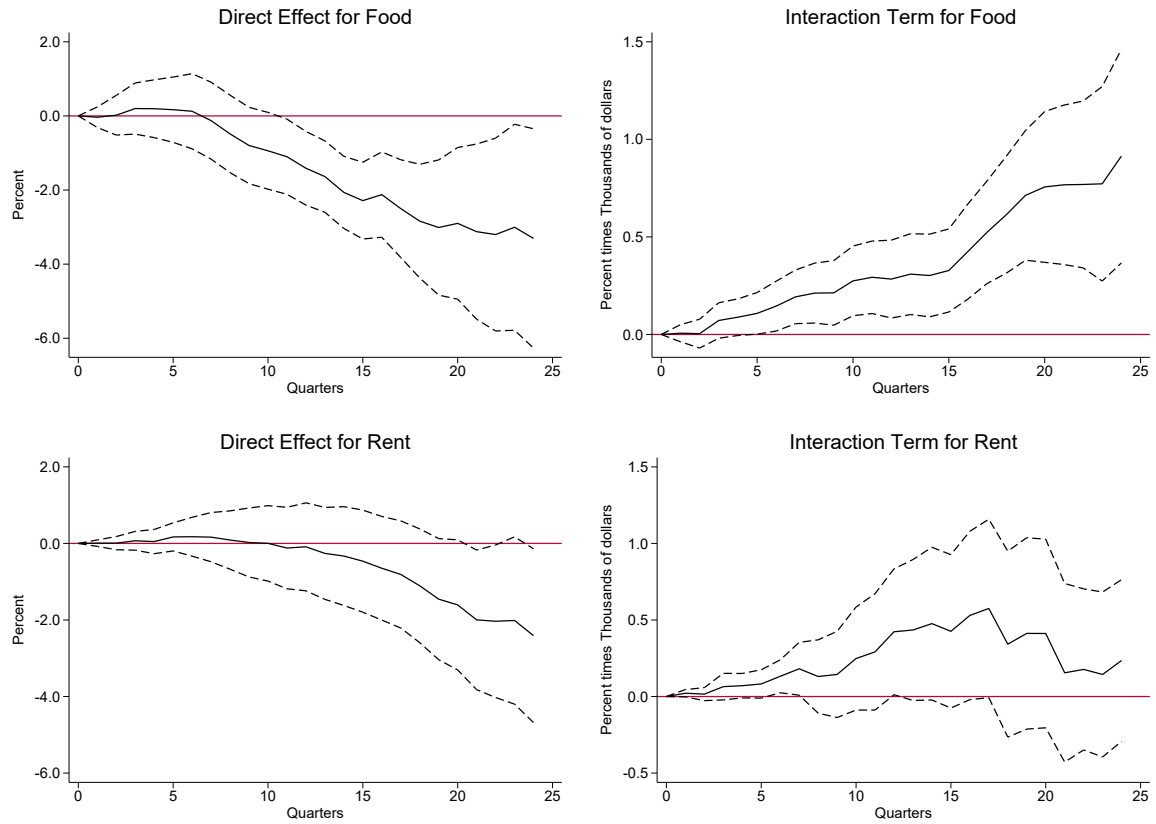 Direct Effect for Food
2.0
0.0
-2.0
-4.0
-6.0
Percent
0 5 10 15 20 25
Quarters
Interaction Term for Food
1.5
1.0
0.5
0.0
Percent times Thousands of dollars
0 5 10 15 20 25
Quarters
Direct Effect for Rent
2.0
0.0
-2.0
-4.0
-6.0
Percent
0 5 10 15 20 25
Quarters
Interaction Term for Rent
1.5
1.0
0.5
0.0
-0.5
Percent times Thousands of dollars
0 5 10 15 20 25
Quarters